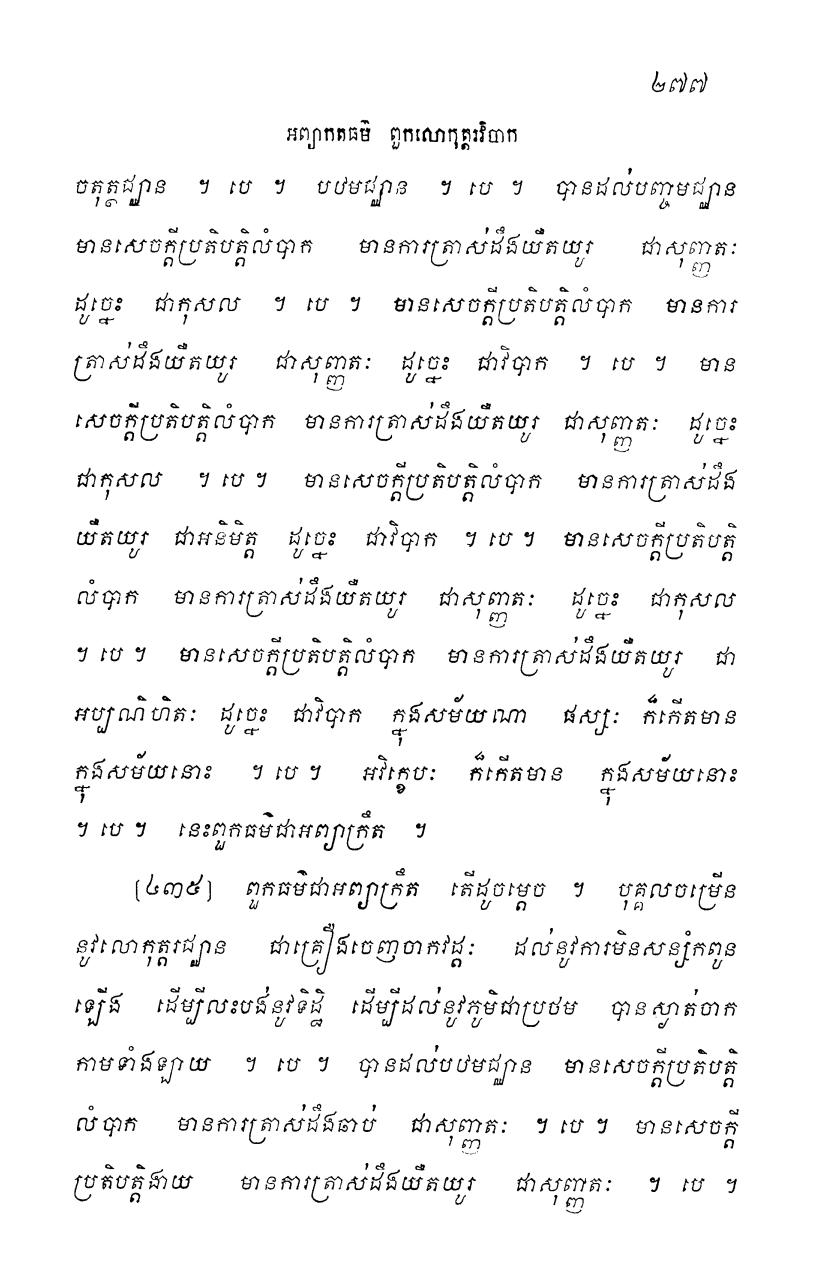 ២៧៧
អព្យាកតធម៌ ពួកលោកុត្តរវិបាក
ចតុត្ថជ្ឈាន ។ បេ ។ បឋមជ្ឈាន ។ បេ ។ បានដល់បញ្ចមជ្ឈាន
មានសេចក្តីប្រតិបត្តិលំបាក មានការត្រាស់ដឹងយឺតយូរ ជាសុញ្ញតៈ
ដូច្នេះ ជាកុសល ។ បេ ។ មានសេចក្តីប្រតិបត្តិលំបាក មានការ
ត្រាស់ដឹងយឺតយូរ ជាសុញ្ញតៈ ដូច្នេះ ជាវិបាក ។ បេ ។ មាន
សេចក្តីប្រតិបត្តិលំបាក មានការត្រាស់ដឹងយឺតយូរ ជាសុញ្ញតៈ ដូច្នេះ
ជាកុសល ។ បេ ។ មានសេចក្តីប្រតិបត្តិលំបាក មានការត្រាស់ដឹង
យឺតយូរ ជាអនិមិត្ត ដូច្នេះ ជាវិបាក ។ បេ ។ មានសេចក្តីប្រតិបត្តិ
លំបាក មានការត្រាស់ដឹងយឺតយូរ ជាសុញ្ញតៈ ដូច្នេះ ជាកុសល
។ បេ ។ មានសេចក្តីប្រតិបត្តិលំបាក មានការត្រាស់ដឹងយឺតយូរ ជា
អប្បណិហិតៈ ដូច្នេះ ជាវិបាក ក្នុងសម័យណា ផស្សៈ ក៏កើតមាន
ក្នុងសម័យនោះ ។ បេ ។ អវិក្ខេបៈ ក៏កើតមាន ក្នុងសម័យនោះ
។ បេ ។ នេះពួកធម៌ជាអព្យាក្រឹត ។
[៤៣៥] ពួកធម៌ជាអព្យាក្រឹត តើដូចម្តេច ។ បុគ្គលចម្រើន
នូវលោកុត្តរជ្ឈាន ជាគ្រឿងចេញចាកវដ្តៈ ដល់នូវការមិនសន្សំកពូន
ឡើង ដើម្បីលះបង់នូវទិដ្ឋិ ដើម្បីដល់នូវភូមិជាប្រថម បានស្ងាត់ចាក
កាមទាំងឡាយ ។ បេ ។ បានដល់បឋមជ្ឈាន មានសេចក្តីប្រតិបត្តិ
លំបាក មានការត្រាស់ដឹងឆាប់ ជាសុញ្ញតៈ ។ បេ ។ មានសេចក្តី
ប្រតិបត្តិងាយ មានការត្រាស់ដឹងយឺតយូរ ជាសុញ្ញតៈ ។ បេ ។